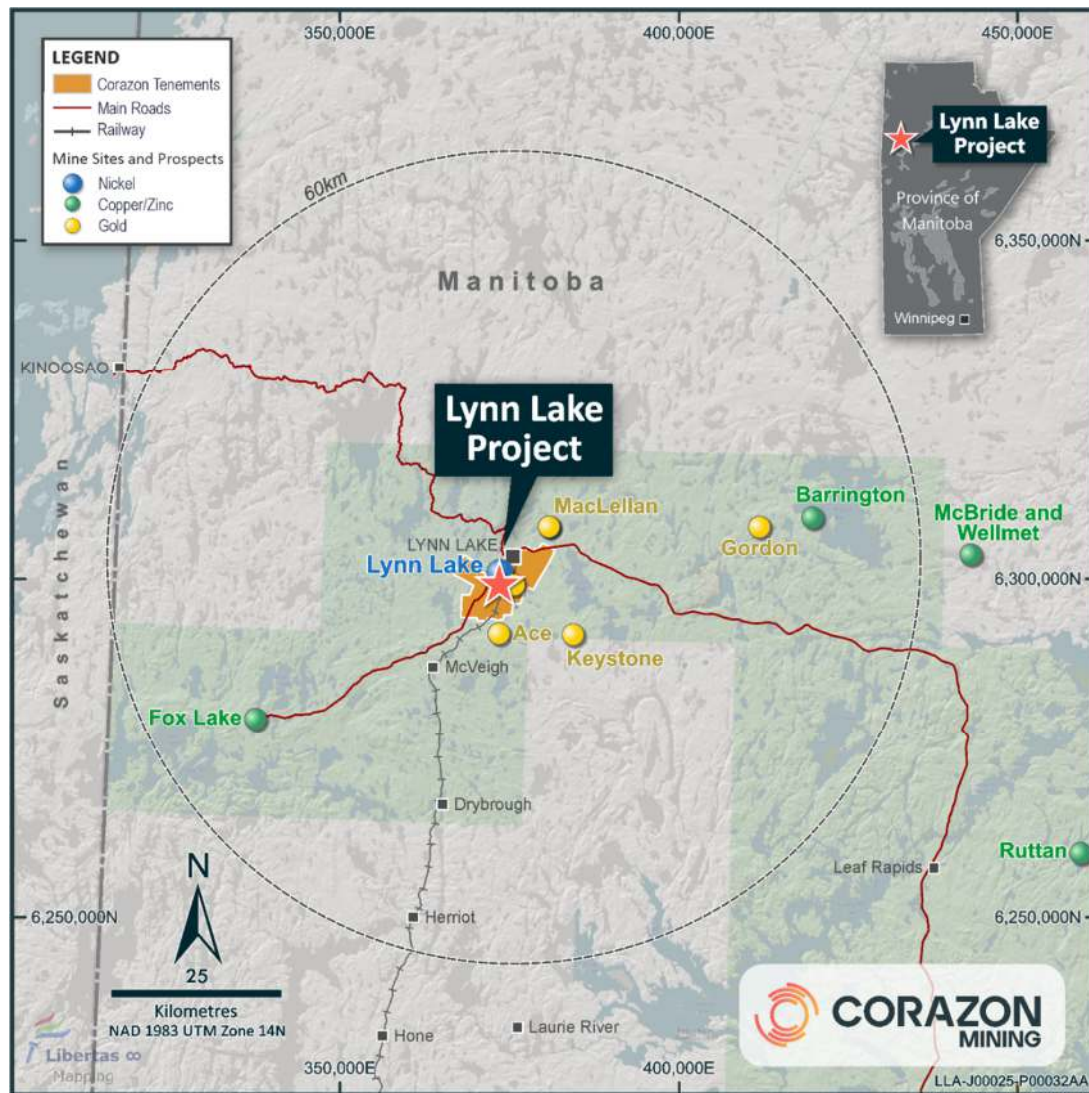 350,000E
400,000E
450,000E
LEGEND
Corazon Tenements
Main Roads
Railway
Mine Sites and Prospects
Nickel
Copper/Zinc
Gold
60km
Lynn Lake
Project
Province of
Manitoba
Winnipeg
6,350,000N
Manitoba
KINOOSAO
Lynn Lake
Project
Saskatchewan
MacLellan
Barrington
McBride and
Wellmet
Gordon
LYNN LAKE
Lynn Lake
6,300,000N
Ace
Keystone
McVeigh
Fox Lake
Drybrough
Ruttan
Leaf Rapids
N
6,250,000N
Herriot
6,250,000N
25
Kilometres
NAD 1983 UTM Zone 14N
Hone
Laurie River
CORAZON
MINING
Libertas ∞
Mapping
350,000E
400,000E
LLA-J00025-P00032AA